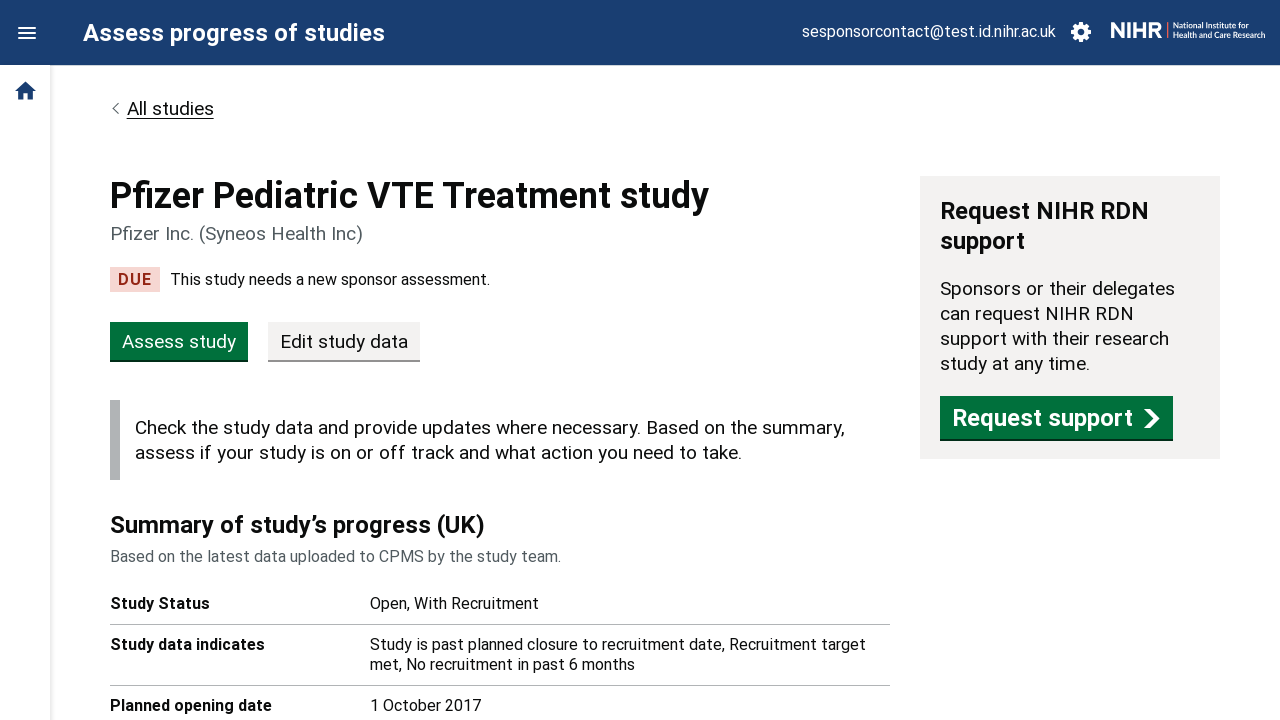 Assess progress of studies
sesponsorcontact@test.id.nihr.ac.uk
NIHR | National Institute for
Health and Care Research
All studies
Pfizer Pediatric VTE Treatment study
Pfizer Inc. (Syneos Health Inc)
DUE This study needs a new sponsor assessment.
Assess study
Edit study data
Check the study data and provide updates where necessary. Based on the summary,
assess if your study is on or off track and what action you need to take.
Summary of study’s progress (UK)
Based on the latest data uploaded to CPMS by the study team.
Study Status Open, With Recruitment
Study data indicates Study is past planned closure to recruitment date, Recruitment target
met, No recruitment in past 6 months
Planned opening date 1 October 2017
Request NIHR RDN
support
Sponsors or their delegates
can request NIHR RDN
support with their research
study at any time.
Request support